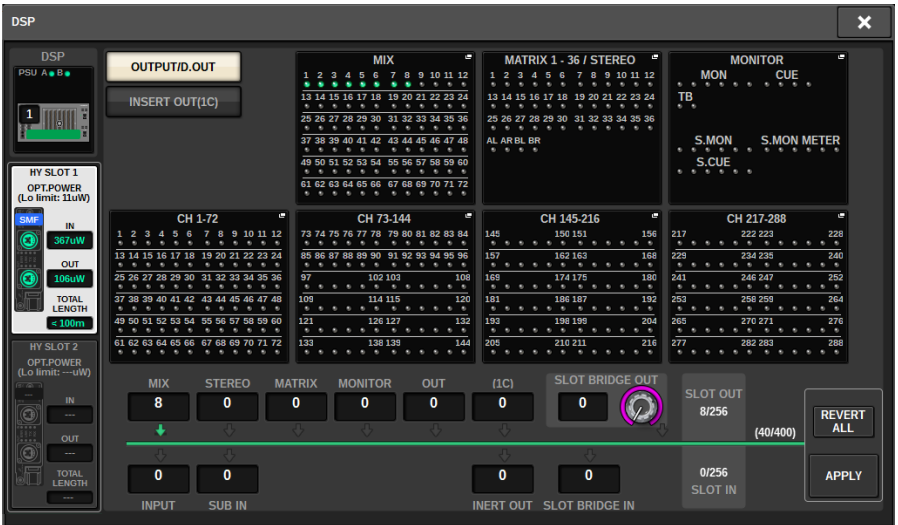 DSP
DSP
PSU A B
1
HY SLOT 1
OPT.POWER
(Lo limit: 11uW)
SMF
IN
367uW
OUT
106uW
TOTAL
LENGTH
< 100m
HY SLOT 2
OPT.POWER
(Lo limit: ---uW)
---
IN
---
OUT
---
TOTAL
LENGTH
---
OUTPUT/D.OUT
INSERT OUT(1C)
MIX
1 2 3 4 5 6 7 8 9 10 11 12
13 14 15 16 17 18 19 20 21 22 23 24
25 26 27 28 29 30 31 32 33 34 35 36
37 38 39 40 41 42 43 44 45 46 47 48
49 50 51 52 53 54 55 56 57 58 59 60
61 62 63 64 65 66 67 68 69 70 71 72
MATRIX 1 - 36 / STEREO
1 2 3 4 5 6 7 8 9 10 11 12
13 14 15 16 17 18 19 20 21 22 23 24
25 26 27 28 29 30 31 32 33 34 35 36
AL AR BL BR
MONITOR
MON CUE
TB
S.MON S.MON METER
S.CUE
CH 1-72
1 2 3 4 5 6 7 8 9 10 11 12
13 14 15 16 17 18 19 20 21 22 23 24
25 26 27 28 29 30 31 32 33 34 35 36
37 38 39 40 41 42 43 44 45 46 47 48
49 50 51 52 53 54 55 56 57 58 59 60
61 62 63 64 65 66 67 68 69 70 71 72
CH 73-144
73 74 75 76 77 78 79 80 81 82 83 84
85 86 87 88 89 90 91 92 93 94 95 96
97 102 103 108
109 114 115 120
121 126 127 132
133 138 139 144
CH 145-216
145 150 151 156
157 162 163 168
169 174 175 180
181 186 187 192
193 198 199 204
205 210 211 216
CH 217-288
217 222 223 228
229 234 235 240
241 246 247 252
253 258 259 264
265 270 271 276
277 282 283 288
MIX STEREO MATRIX MONITOR OUT (1C) SLOT BRIDGE OUT
8 0 0 0 0 0 0
SLOT OUT
8/256
(40/400)
0 0 0 0
INPUT SUB IN INERT OUT SLOT BRIDGE IN
0/256
SLOT IN
REVERT
ALL
APPLY